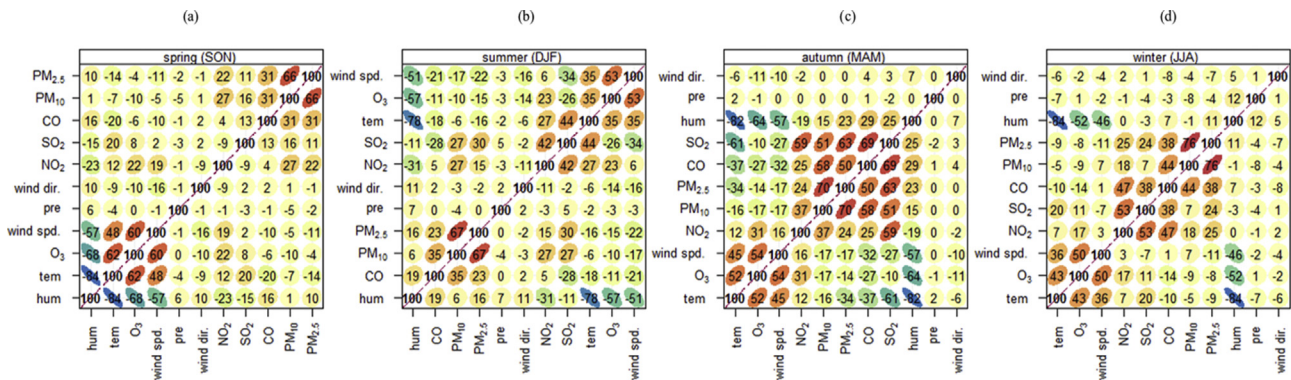 (a)
spring (SON)
PM2.5 10 -14 -4 -11 -2 -1 22 11 31 66 100
PM10 1 -7 -10 -5 -5 1 27 16 31 100 66
CO 16 -20 -6 -10 -1 2 4 13 100 31 31
SO2 -15 20 8 2 -3 2 -9 100 13 16 11
NO2 -23 12 22 19 -1 -9 100 -9 4 27 22
wind dir. 10 -9 -10 -16 -1 100 -9 2 2 1 -1
pre 6 -4 0 -1 100 -1 -1 -3 -1 -5 -2
wind spd. -57 48 60 100 -1 -16 19 2 -10 -5 -11
O3 -68 62 100 60 0 -10 22 8 -6 -10 -4
tem -84 100 62 48 -4 -9 12 20 -20 -7 -14
hum 100 -84 -68 -57 6 10 -23 -15 16 1 10
hum tem O3 wind spd. pre wind dir. NO2 SO2 CO PM10 PM2.5
(b)
summer (DJF)
wind spd. -51 -21 -17 -22 -3 -16 6 -34 35 53 100
O3 -57 -11 -10 -15 -3 -14 23 -26 35 100 53
tem -78 -18 -6 -16 -2 -6 27 44 100 35 35
SO2 -11 -28 27 30 -5 -2 42 100 44 -26 -34
NO2 -31 5 27 15 -3 -11 100 42 27 23 6
wind dir. 11 2 -3 -2 2 100 -11 -2 -6 -14 -16
pre 7 0 -4 0 100 2 -3 5 -2 -3 -3
PM2.5 16 23 67 100 0 -2 15 30 -16 -15 -22
PM10 6 35 100 67 -4 -3 27 27 -6 -10 -17
CO 19 100 35 23 0 2 5 -28 -18 -11 -21
hum 100 19 6 16 7 11 -31 -11 -78 -57 -51
hum CO PM10 PM2.5 pre wind dir. NO2 SO2 tem O3 wind spd.
(c)
autumn (MAM)
wind dir. -6 -11 -10 -2 0 0 4 3 7 0 100
pre 2 -1 0 0 0 0 1 -2 0 100 0
hum -82 -64 -57 -19 15 23 29 25 100 0 7
SO2 -61 -10 -27 59 51 63 69 100 25 -2 3
CO -37 -27 -32 25 58 50 100 69 29 1 4
PM2.5 -34 -14 -17 24 70 100 50 63 23 0 0
PM10 -16 -17 -17 37 100 70 58 51 15 0 0
NO2 12 31 16 100 37 24 25 59 -19 0 -2
wind spd. 45 54 100 16 -17 -17 -32 -27 -57 0 -10
O3 52 100 54 31 -17 -14 -27 -10 -64 -1 -11
tem 100 52 45 12 -16 -34 -37 -61 -82 2 -6
tem O3 wind spd. NO2 PM10 PM2.5 CO SO2 hum pre wind dir.
(d)
winter (JJA)
wind dir. -6 -2 -4 -2 1 -8 -4 -7 5 1 100
pre -7 1 -2 -1 -4 -3 -8 -4 12 100 1
hum -84 -52 -46 0 -3 7 -1 11 100 12 5
PM2.5 -8 -9 -11 25 24 38 76 100 11 -4 -7
PM10 -5 -9 -7 18 7 44 100 76 -1 -8 -4
CO -10 -14 1 47 38 100 44 38 7 -3 -8
SO2 20 11 -7 53 100 38 7 24 -3 -4 1
NO2 7 17 3 100 53 47 18 25 0 -1 -2
wind spd. 36 50 100 3 -7 1 -7 -11 -46 -2 -4
O3 43 100 50 17 11 -14 -9 -9 -52 1 -2
tem 100 43 36 7 20 -10 -5 -8 -84 -7 -6
tem O3 wind spd. NO2 SO2 CO PM10 PM2.5 hum pre wind dir.